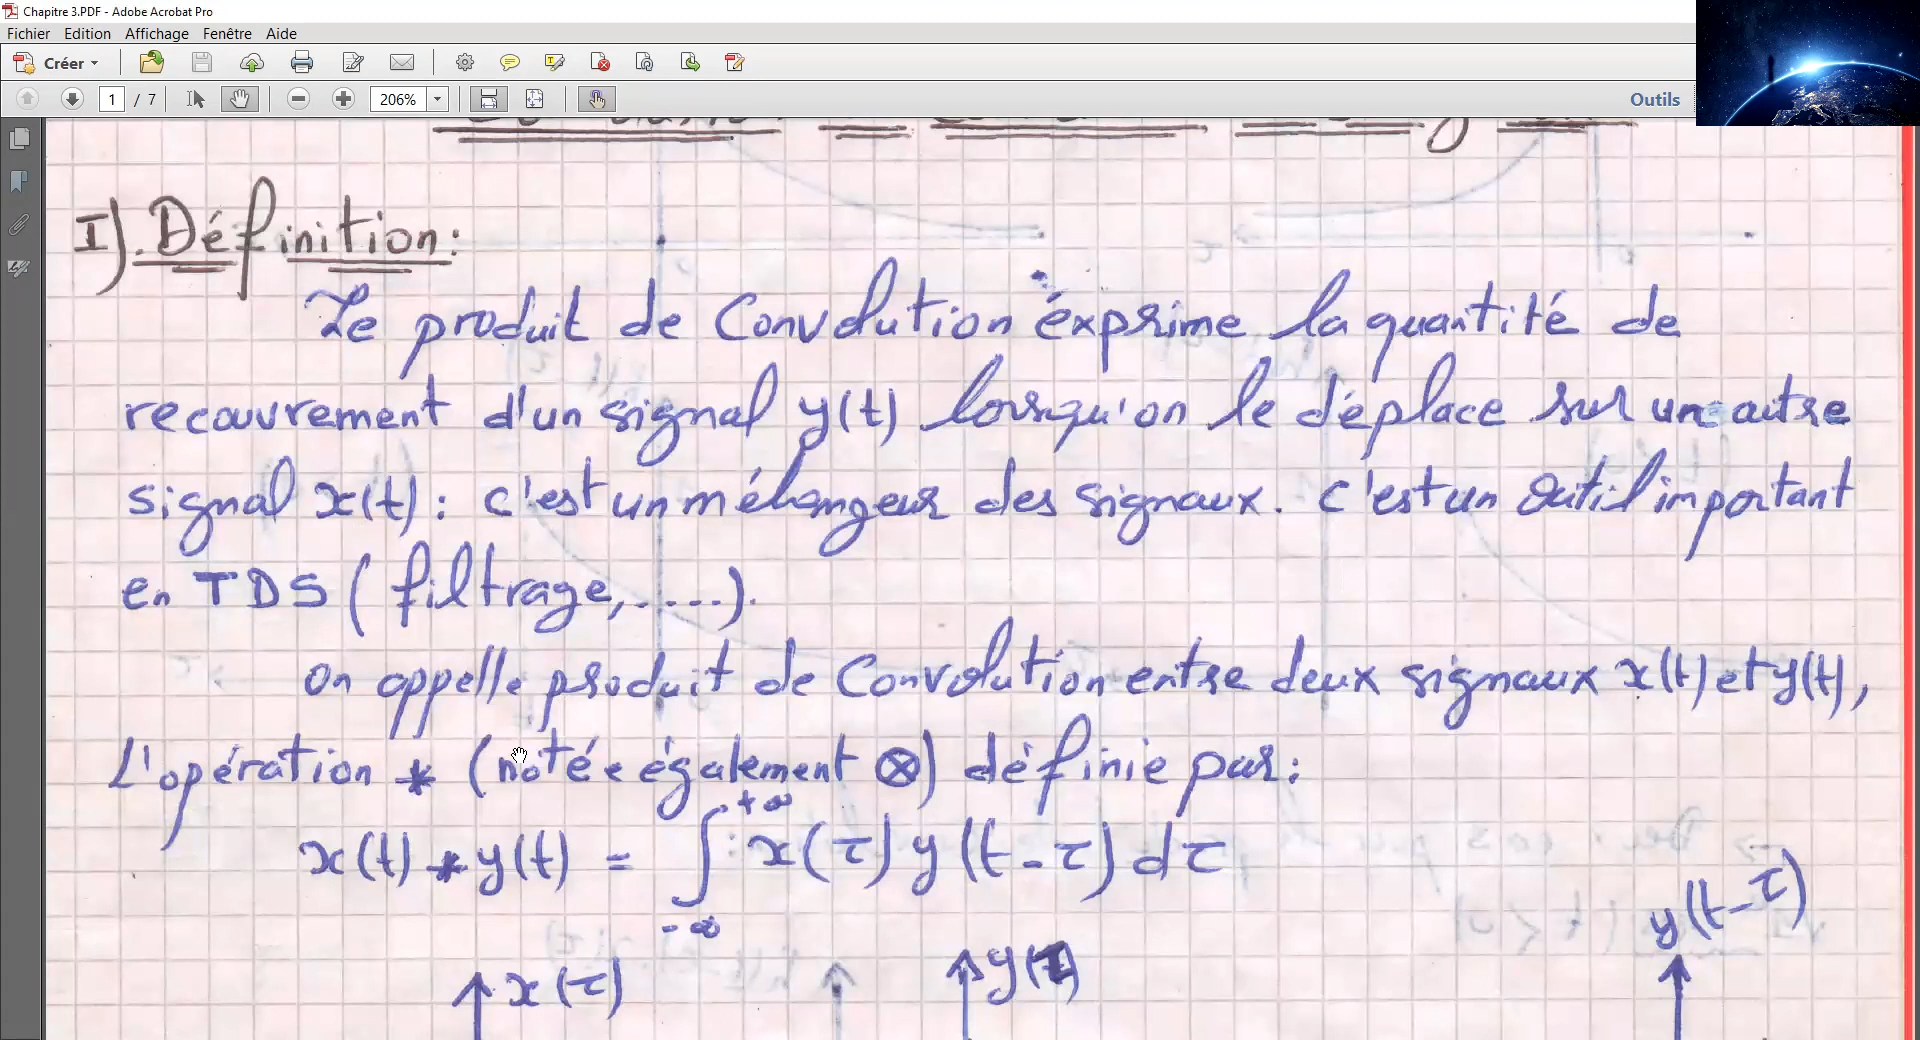 Chapitre 3.PDF - Adobe Acrobat Pro
Fichier Edition Affichage Fenêtre Aide
Créer
1 / 7 206% Outils
I). Définition:
Le produit de Convolution éxprime la quantité de
recouvrement d'un signal y(t) lorsqu'on le déplace sur un autre
signal x(t): c'est un mélangeur des signaux. c'est un outil important
en TDS ( filtrage, .....).
On appelle produit de Convolution entre deux signaux x(t) et y(t),
L'opération * (notée également ⊗) définie par:
x(t) * y(t) = ∫_{-∞}^{+∞} x(τ) y(t-τ) dτ
x(τ) y(τ) y(t-τ)